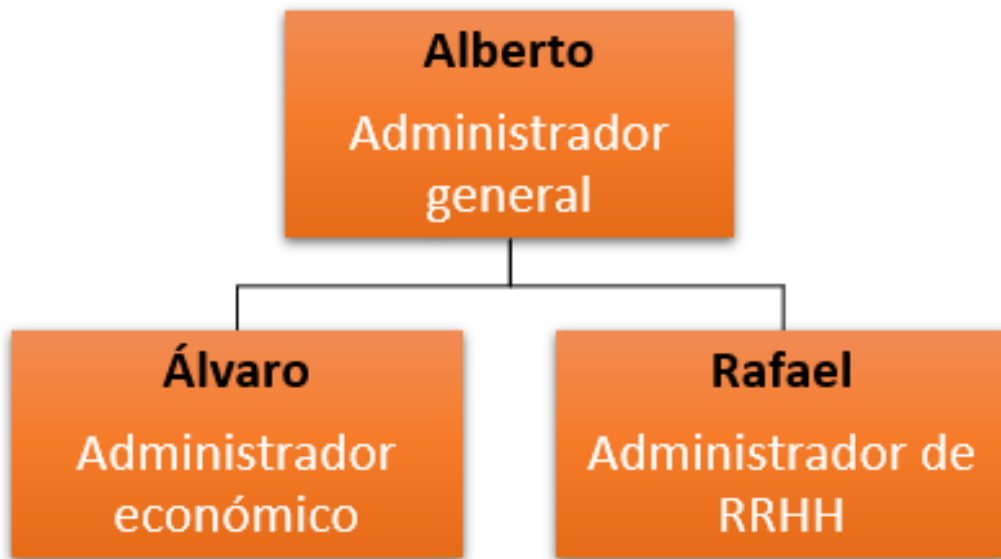 Alberto
Administrador
general
Álvaro
Administrador
económico
Rafael
Administrador de
RRHH